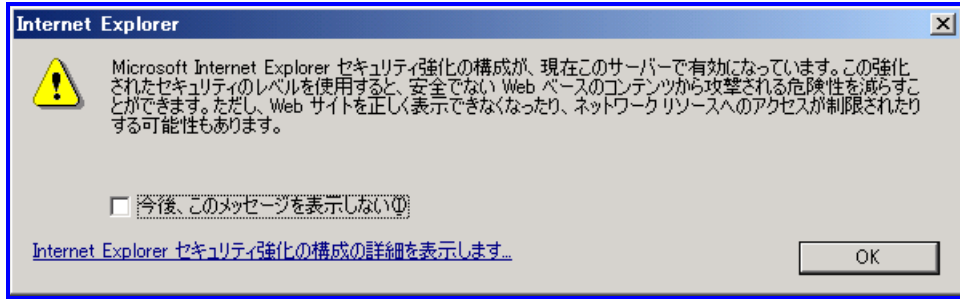 Internet Explorer
Microsoft Internet Explorer セキュリティ強化の構成が、現在このサーバーで有効になっています。この強化
されたセキュリティのレベルを使用すると、安全でない Web ベースのコンテンツから攻撃される危険性を減らすこ
とができます。ただし、Web サイトを正しく表示できなくなったり、ネットワーク リソースへのアクセスが制限されたり
する可能性もあります。
今後、このメッセージを表示しない(I)
Internet Explorer セキュリティ強化の構成の詳細を表示します...
OK